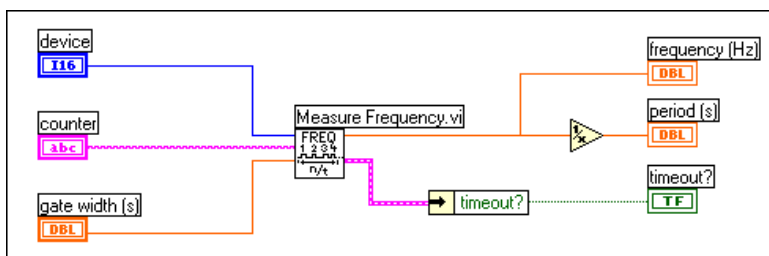 device
I16
counter
abc
gate width (s)
DBL
Measure Frequency.vi
FREQ
1 2 3 4
n/t
timeout?
frequency (Hz)
DBL
1/x
period (s)
DBL
timeout?
TF